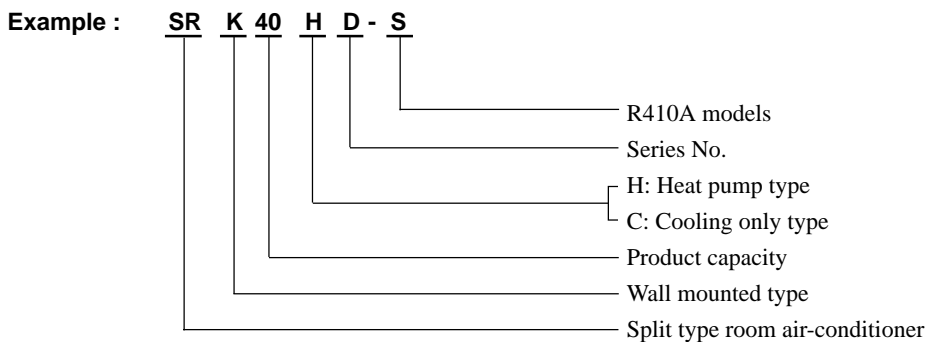 Example : SR K 40 H D - S
R410A models
Series No.
H: Heat pump type
C: Cooling only type
Product capacity
Wall mounted type
Split type room air-conditioner